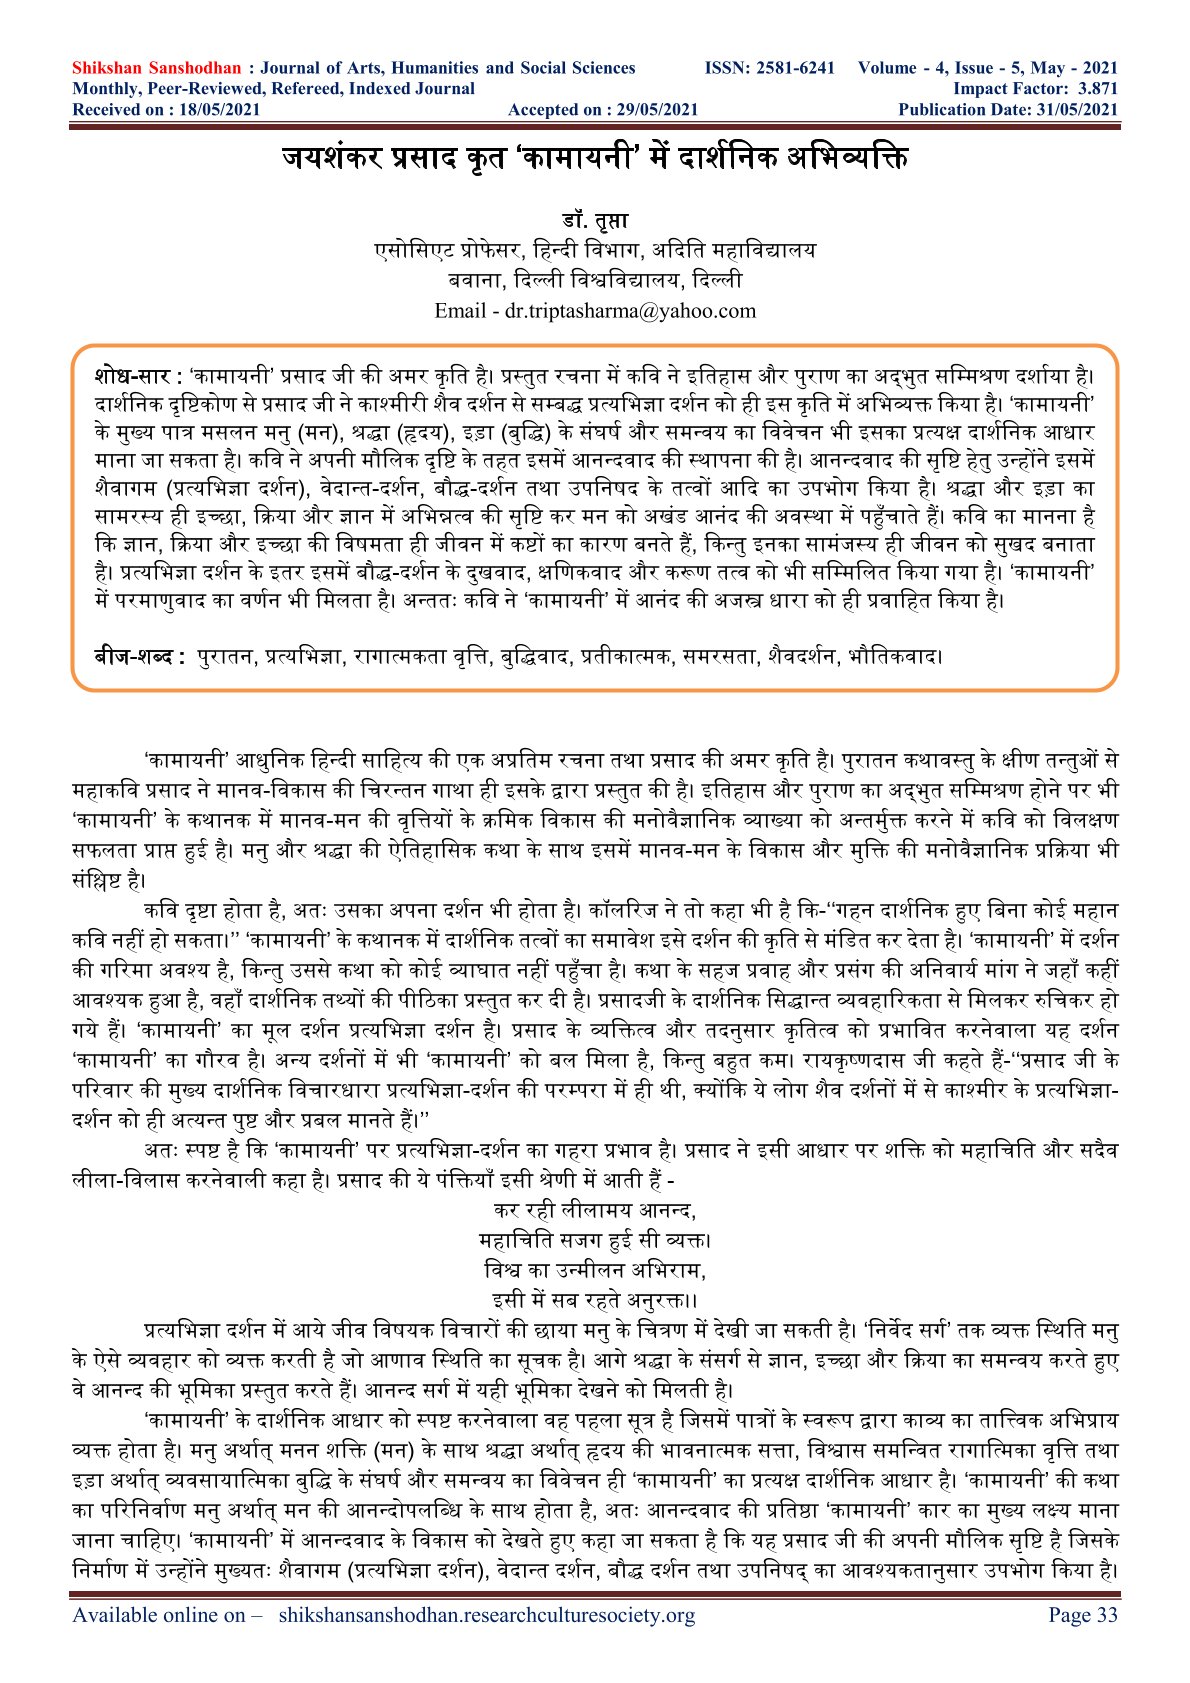 Shikshan Sanshodhan : Journal of Arts, Humanities and Social Sciences ISSN: 2581-6241 Volume - 4, Issue - 5, May - 2021
Monthly, Peer-Reviewed, Refereed, Indexed Journal Impact Factor: 3.871
Received on : 18/05/2021 Accepted on : 29/05/2021 Publication Date: 31/05/2021
जयशंकर प्रसाद कृत ‘कामायनी’ में दार्शनिक अभिव्यक्ति
डॉ. तृप्ता
एसोसिएट प्रोफेसर, हिन्दी विभाग, अदिति महाविद्यालय
बवाना, दिल्ली विश्वविद्यालय, दिल्ली
Email - dr.triptasharma@yahoo.com
शोध-सार : ‘कामायनी’ प्रसाद जी की अमर कृति है। प्रस्तुत रचना में कवि ने इतिहास और पुराण का अद्‌भुत सम्मिश्रण दर्शाया है।
दार्शनिक दृष्टिकोण से प्रसाद जी ने काश्मीरी शैव दर्शन से सम्बद्ध प्रत्यभिज्ञा दर्शन को ही इस कृति में अभिव्यक्त किया है। ‘कामायनी’
के मुख्य पात्र मसलन मनु (मन), श्रद्धा (हृदय), इड़ा (बुद्धि) के संघर्ष और समन्वय का विवेचन भी इसका प्रत्यक्ष दार्शनिक आधार
माना जा सकता है। कवि ने अपनी मौलिक दृष्टि के तहत इसमें आनन्दवाद की स्थापना की है। आनन्दवाद की सृष्टि हेतु उन्होंने इसमें
शैवागम (प्रत्यभिज्ञा दर्शन), वेदान्त-दर्शन, बौद्ध-दर्शन तथा उपनिषद के तत्वों आदि का उपभोग किया है। श्रद्धा और इड़ा का
सामरस्य ही इच्छा, क्रिया और ज्ञान में अभिन्नत्व की सृष्टि कर मन को अखंड आनंद की अवस्था में पहुँचाते हैं। कवि का मानना है
कि ज्ञान, क्रिया और इच्छा की विषमता ही जीवन में कष्टों का कारण बनते हैं, किन्तु इनका सामंजस्य ही जीवन को सुखद बनाता
है। प्रत्यभिज्ञा दर्शन के इतर इसमें बौद्ध-दर्शन के दुखवाद, क्षणिकवाद और करूण तत्व को भी सम्मिलित किया गया है। ‘कामायनी’
में परमाणुवाद का वर्णन भी मिलता है। अन्ततः कवि ने ‘कामायनी’ में आनंद की अजस्त्र धारा को ही प्रवाहित किया है।
बीज-शब्द : पुरातन, प्रत्यभिज्ञा, रागात्मकता वृत्ति, बुद्धिवाद, प्रतीकात्मक, समरसता, शैवदर्शन, भौतिकवाद।
‘कामायनी’ आधुनिक हिन्दी साहित्य की एक अप्रतिम रचना तथा प्रसाद की अमर कृति है। पुरातन कथावस्तु के क्षीण तन्तुओं से
महाकवि प्रसाद ने मानव-विकास की चिरन्तन गाथा ही इसके द्वारा प्रस्तुत की है। इतिहास और पुराण का अद्‌भुत सम्मिश्रण होने पर भी
‘कामायनी’ के कथानक में मानव-मन की वृत्तियों के क्रमिक विकास की मनोवैज्ञानिक व्याख्या को अन्तर्मुक्त करने में कवि को विलक्षण
सफलता प्राप्त हुई है। मनु और श्रद्धा की ऐतिहासिक कथा के साथ इसमें मानव-मन के विकास और मुक्ति की मनोवैज्ञानिक प्रक्रिया भी
संश्लिष्ट है।
कवि दृष्टा होता है, अतः उसका अपना दर्शन भी होता है। कॉलरिज ने तो कहा भी है कि-‘‘गहन दार्शनिक हुए बिना कोई महान
कवि नहीं हो सकता।’’ ‘कामायनी’ के कथानक में दार्शनिक तत्वों का समावेश इसे दर्शन की कृति से मंडित कर देता है। ‘कामायनी’ में दर्शन
की गरिमा अवश्य है, किन्तु उससे कथा को कोई व्याघात नहीं पहुँचा है। कथा के सहज प्रवाह और प्रसंग की अनिवार्य मांग ने जहाँ कहीं
आवश्यक हुआ है, वहाँ दार्शनिक तथ्यों की पीठिका प्रस्तुत कर दी है। प्रसादजी के दार्शनिक सिद्धान्त व्यवहारिकता से मिलकर रुचिकर हो
गये हैं। ‘कामायनी’ का मूल दर्शन प्रत्यभिज्ञा दर्शन है। प्रसाद के व्यक्तित्व और तदनुसार कृतित्व को प्रभावित करनेवाला यह दर्शन
‘कामायनी’ का गौरव है। अन्य दर्शनों में भी ‘कामायनी’ को बल मिला है, किन्तु बहुत कम। रायकृष्णदास जी कहते हैं-‘‘प्रसाद जी के
परिवार की मुख्य दार्शनिक विचारधारा प्रत्यभिज्ञा-दर्शन की परम्परा में ही थी, क्योंकि ये लोग शैव दर्शनों में से काश्मीर के प्रत्यभिज्ञा-
दर्शन को ही अत्यन्त पुष्ट और प्रबल मानते हैं।’’
अतः स्पष्ट है कि ‘कामायनी’ पर प्रत्यभिज्ञा-दर्शन का गहरा प्रभाव है। प्रसाद ने इसी आधार पर शक्ति को महाचिति और सदैव
लीला-विलास करनेवाली कहा है। प्रसाद की ये पंक्तियाँ इसी श्रेणी में आती हैं -
कर रही लीलामय आनन्द,
महाचिति सजग हुई सी व्यक्त।
विश्व का उन्मीलन अभिराम,
इसी में सब रहते अनुरक्त।।
प्रत्यभिज्ञा दर्शन में आये जीव विषयक विचारों की छाया मनु के चित्रण में देखी जा सकती है। ‘निर्वेद सर्ग’ तक व्यक्त स्थिति मनु
के ऐसे व्यवहार को व्यक्त करती है जो आणाव स्थिति का सूचक है। आगे श्रद्धा के संसर्ग से ज्ञान, इच्छा और क्रिया का समन्वय करते हुए
वे आनन्द की भूमिका प्रस्तुत करते हैं। आनन्द सर्ग में यही भूमिका देखने को मिलती है।
‘कामायनी’ के दार्शनिक आधार को स्पष्ट करनेवाला वह पहला सूत्र है जिसमें पात्रों के स्वरूप द्वारा काव्य का तात्त्विक अभिप्राय
व्यक्त होता है। मनु अर्थात् मनन शक्ति (मन) के साथ श्रद्धा अर्थात् हृदय की भावनात्मक सत्ता, विश्वास समन्वित रागात्मिका वृत्ति तथा
इड़ा अर्थात् व्यवसायात्मिका बुद्धि के संघर्ष और समन्वय का विवेचन ही ‘कामायनी’ का प्रत्यक्ष दार्शनिक आधार है। ‘कामायनी’ की कथा
का परिनिर्वाण मनु अर्थात् मन की आनन्दोपलब्धि के साथ होता है, अतः आनन्दवाद की प्रतिष्ठा ‘कामायनी’ कार का मुख्य लक्ष्य माना
जाना चाहिए। ‘कामायनी’ में आनन्दवाद के विकास को देखते हुए कहा जा सकता है कि यह प्रसाद जी की अपनी मौलिक सृष्टि है जिसके
निर्माण में उन्होंने मुख्यतः शैवागम (प्रत्यभिज्ञा दर्शन), वेदान्त दर्शन, बौद्ध दर्शन तथा उपनिषद् का आवश्यकतानुसार उपभोग किया है।
Available online on – shikshansanshodhan.researchculturesociety.org Page 33